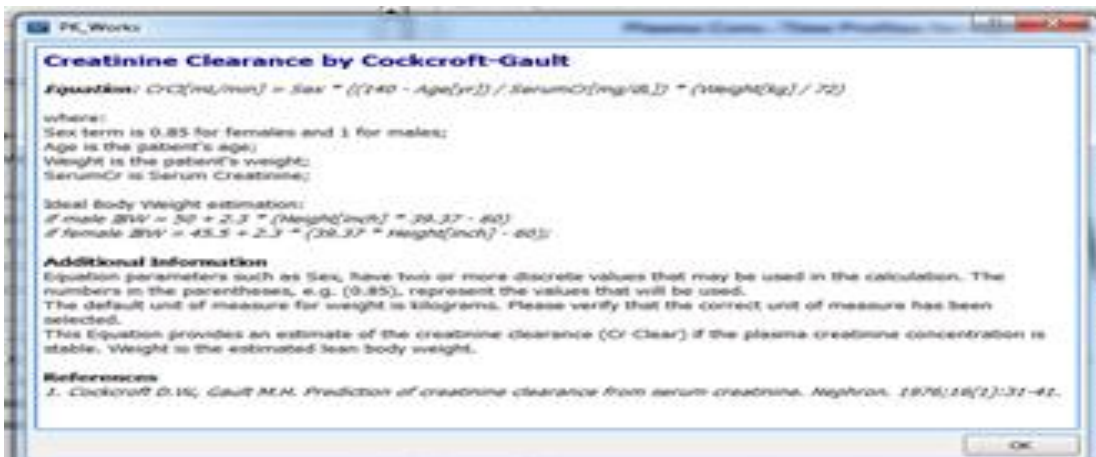 PK_Works
Creatinine Clearance by Cockcroft-Gault
Equation: CrCl[mL/min] = Sex * ((140 - Age[yr]) / SerumCr[mg/dL]) * (Weight[kg] / 72)
where:
Sex term is 0.85 for females and 1 for males;
Age is the patient's age;
Weight is the patient's weight;
SerumCr is Serum Creatinine;
Ideal Body Weight estimation:
if male IBW = 50 + 2.3 * (Height[inch] * 39.37 - 60)
if female IBW = 45.5 + 2.3 * (39.37 * Height[inch] - 60);
Additional Information
Equation parameters such as Sex, have two or more discrete values that may be used in the calculation. The
numbers in the parentheses, e.g. (0.85), represent the values that will be used.
The default unit of measure for weight is kilograms. Please verify that the correct unit of measure has been
selected.
This Equation provides an estimate of the creatinine clearance (Cr Clear) if the plasma creatinine concentration is
stable. Weight is the estimated lean body weight.
References
1. Cockcroft D.W, Gault M.H. Prediction of creatinine clearance from serum creatinine. Nephron. 1976;16(1):31-41.
OK